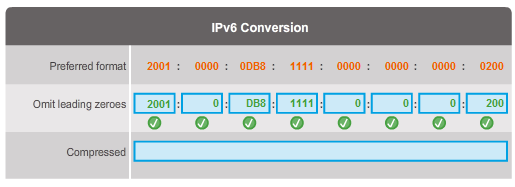 IPv6 Conversion
Preferred format 2001 : 0000 : 0DB8 : 1111 : 0000 : 0000 : 0000 : 0200
Omit leading zeroes 2001 : 0 : DB8 : 1111 : 0 : 0 : 0 : 200
Compressed